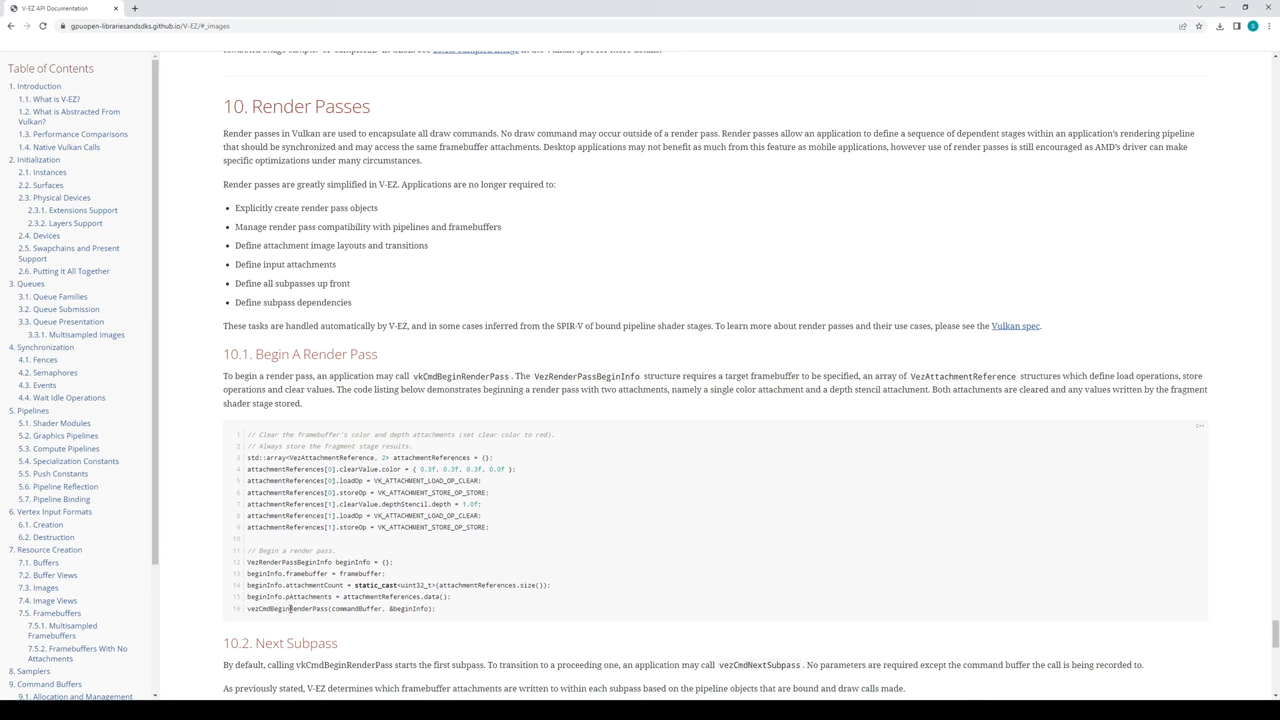 V-EZ API Documentation
gpuopen-librariesandsdks.github.io/V-EZ/#_images
S
Table of Contents
1. Introduction
1.1. What is V-EZ?
1.2. What is Abstracted From
Vulkan?
1.3. Performance Comparisons
1.4. Native Vulkan Calls
2. Initialization
2.1. Instances
2.2. Surfaces
2.3. Physical Devices
2.3.1. Extensions Support
2.3.2. Layers Support
2.4. Devices
2.5. Swapchains and Present
Support
2.6. Putting It All Together
3. Queues
3.1. Queue Families
3.2. Queue Submission
3.3. Queue Presentation
3.3.1. Multisampled Images
4. Synchronization
4.1. Fences
4.2. Semaphores
4.3. Events
4.4. Wait Idle Operations
5. Pipelines
5.1. Shader Modules
5.2. Graphics Pipelines
5.3. Compute Pipelines
5.4. Specialization Constants
5.5. Push Constants
5.6. Pipeline Reflection
5.7. Pipeline Binding
6. Vertex Input Formats
6.1. Creation
6.2. Destruction
7. Resource Creation
7.1. Buffers
7.2. Buffer Views
7.3. Images
7.4. Image Views
7.5. Framebuffers
7.5.1. Multisampled
Framebuffers
7.5.2. Framebuffers With No
Attachments
8. Samplers
9. Command Buffers
9.1. Allocation and Management
10. Render Passes
Render passes in Vulkan are used to encapsulate all draw commands. No draw command may occur outside of a render pass. Render passes allow an application to define a sequence of dependent stages within an application's rendering pipeline
that should be synchronized and may access the same framebuffer attachments. Desktop applications may not benefit as much from this feature as mobile applications, however use of render passes is still encouraged as AMD's driver can make
specific optimizations under many circumstances.
Render passes are greatly simplified in V-EZ. Applications are no longer required to:
• Explicitly create render pass objects
• Manage render pass compatibility with pipelines and framebuffers
• Define attachment image layouts and transitions
• Define input attachments
• Define all subpasses up front
• Define subpass dependencies
These tasks are handled automatically by V-EZ, and in some cases inferred from the SPIR-V of bound pipeline shader stages. To learn more about render passes and their use cases, please see the Vulkan spec.
10.1. Begin A Render Pass
To begin a render pass, an application may call vkCmdBeginRenderPass. The VezRenderPassBeginInfo structure requires a target framebuffer to be specified, an array of VezAttachmentReference structures which define load operations, store
operations and clear values. The code listing below demonstrates beginning a render pass with two attachments, namely a single color attachment and a depth stencil attachment. Both attachments are cleared and any values written by the fragment
shader stage stored.
C++
1 // Clear the framebuffer's color and depth attachments (set clear color to red).
2 // Always store the fragment stage results.
3 std::array<VezAttachmentReference, 2> attachmentReferences = {};
4 attachmentReferences[0].clearValue.color = { 0.3f, 0.3f, 0.3f, 0.0f };
5 attachmentReferences[0].loadOp = VK_ATTACHMENT_LOAD_OP_CLEAR;
6 attachmentReferences[0].storeOp = VK_ATTACHMENT_STORE_OP_STORE;
7 attachmentReferences[1].clearValue.depthStencil.depth = 1.0f;
8 attachmentReferences[1].loadOp = VK_ATTACHMENT_LOAD_OP_CLEAR;
9 attachmentReferences[1].storeOp = VK_ATTACHMENT_STORE_OP_STORE;
10
11 // Begin a render pass.
12 VezRenderPassBeginInfo beginInfo = {};
13 beginInfo.framebuffer = framebuffer;
14 beginInfo.attachmentCount = static_cast<uint32_t>(attachmentReferences.size());
15 beginInfo.pAttachments = attachmentReferences.data();
16 vezCmdBeginRenderPass(commandBuffer, &beginInfo);
10.2. Next Subpass
By default, calling vkCmdBeginRenderPass starts the first subpass. To transition to a proceeding one, an application may call vezCmdNextSubpass. No parameters are required except the command buffer the call is being recorded to.
As previously stated, V-EZ determines which framebuffer attachments are written to within each subpass based on the pipeline objects that are bound and draw calls made.